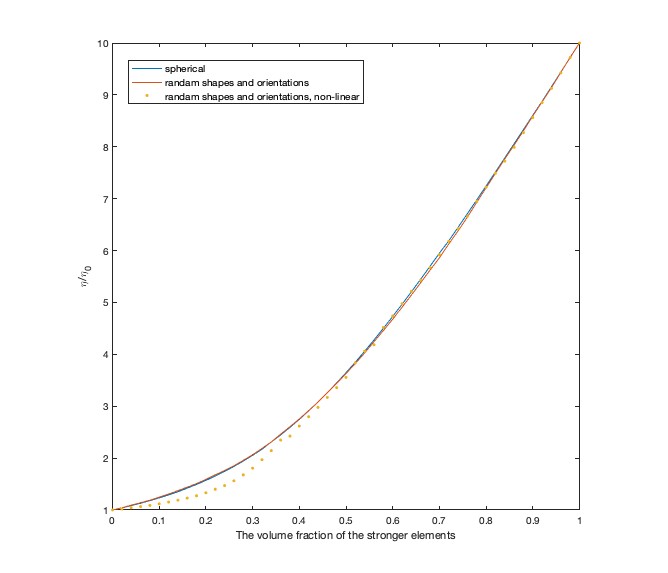 10
9
8
7
6
5
4
3
2
1
η/η0
spherical
randam shapes and orientations
randam shapes and orientations, non-linear
0 0.1 0.2 0.3 0.4 0.5 0.6 0.7 0.8 0.9 1
The volume fraction of the stronger elements